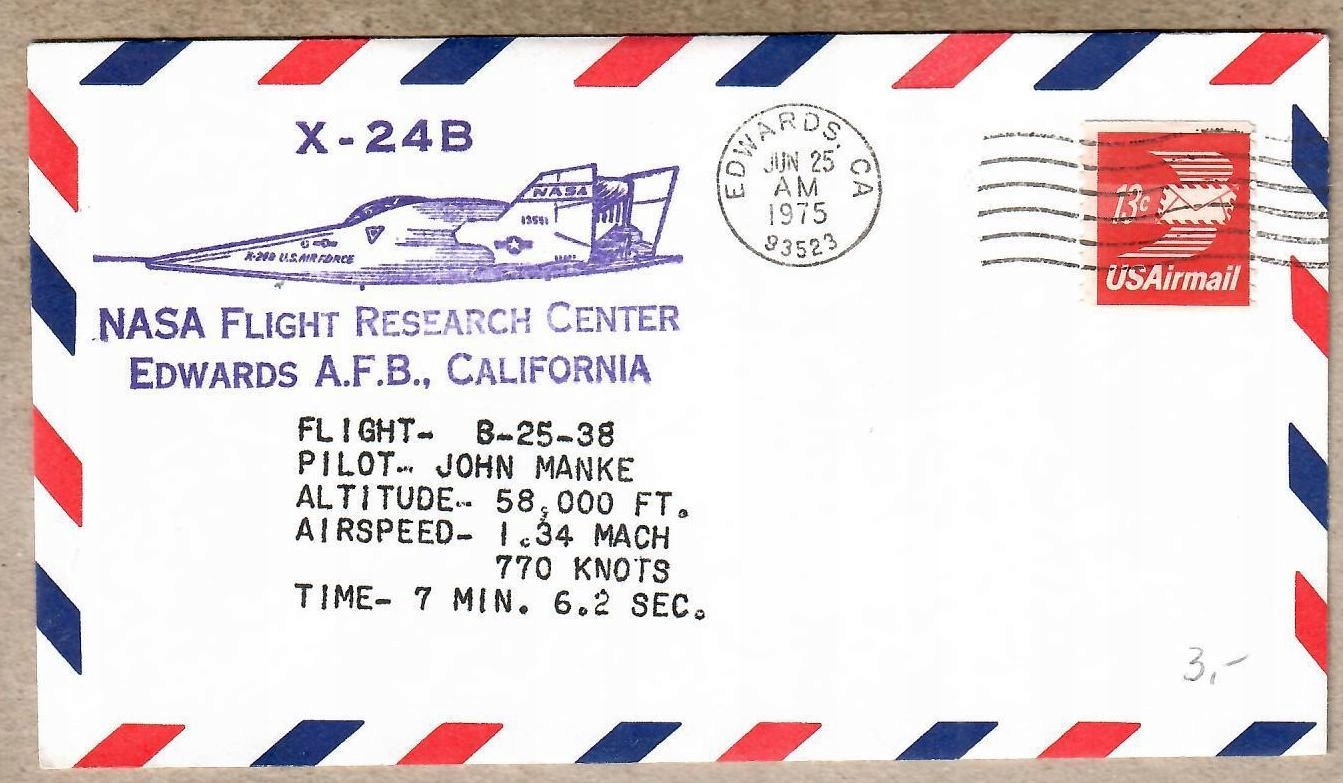 X-24B
NASA
13551
X-24B U.S. AIR FORCE
NASA FLIGHT RESEARCH CENTER
EDWARDS A.F.B., CALIFORNIA
EDWARDS, CA
JUN 25
AM
1975
93523
13c
USAirmail
FLIGHT- B-25-38
PILOT- JOHN MANKE
ALTITUDE- 58,000 FT.
AIRSPEED- 1.34 MACH
770 KNOTS
TIME- 7 MIN. 6.2 SEC.
3,-